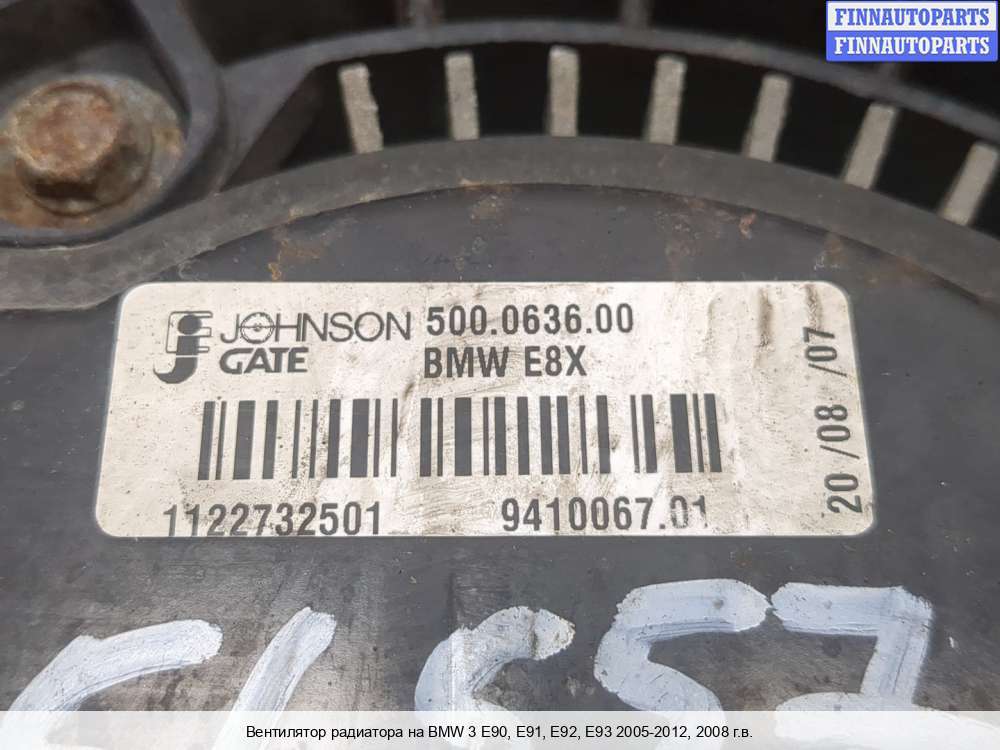 FINNAUTOPARTS
FINNAUTOPARTS
JOHNSON 500.0636.00
GATE BMW E8X
1122732501 9410067.01
20 /08 /07
Вентилятор радиатора на BMW 3 E90, E91, E92, E93 2005-2012, 2008 г.в.